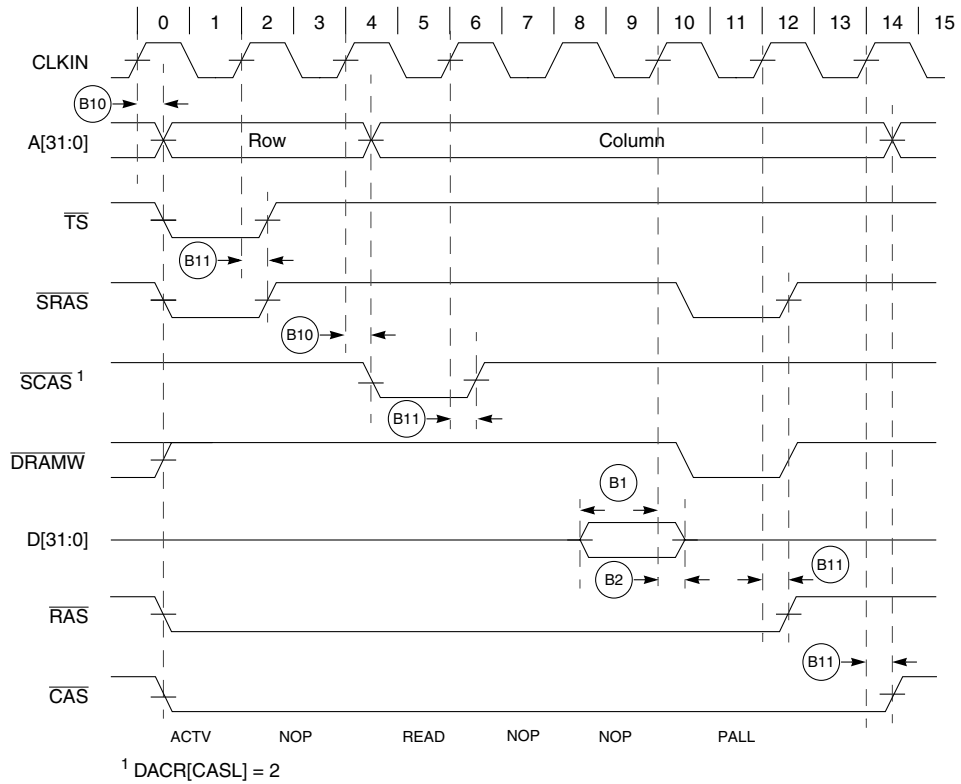 0 1 2 3 4 5 6 7 8 9 10 11 12 13 14 15
CLKIN
B10
A[31:0] Row Column
TS
B11
SRAS
B10
SCAS 1
B11
DRAMW
B1
D[31:0]
B2 B11
RAS
B11
CAS
ACTV NOP READ NOP NOP PALL
1 DACR[CASL] = 2